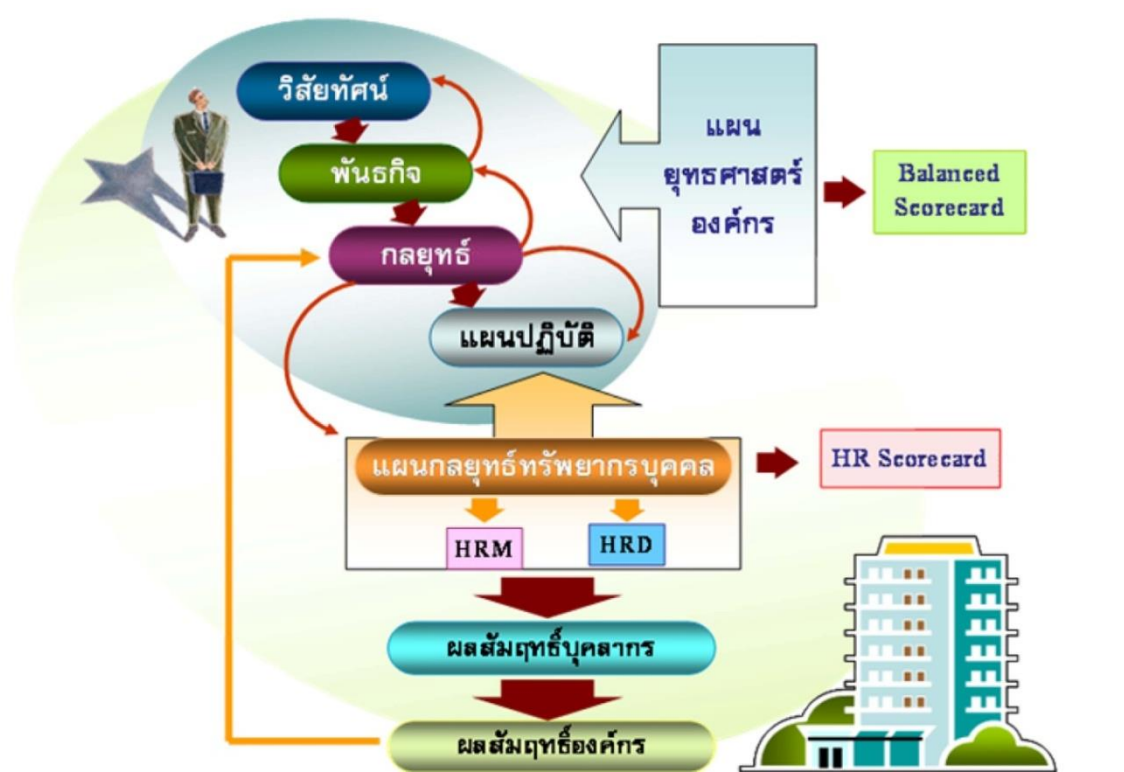 วิสัยทัศน์
พันธกิจ
กลยุทธ์
แผนปฏิบัติ
แผน
ยุทธศาสตร์
องค์กร
Balanced
Scorecard
แผนกลยุทธ์ทรัพยากรบุคคล
HR Scorecard
HRM
HRD
ผลสัมฤทธิ์บุคลากร
ผลสัมฤทธิ์องค์กร